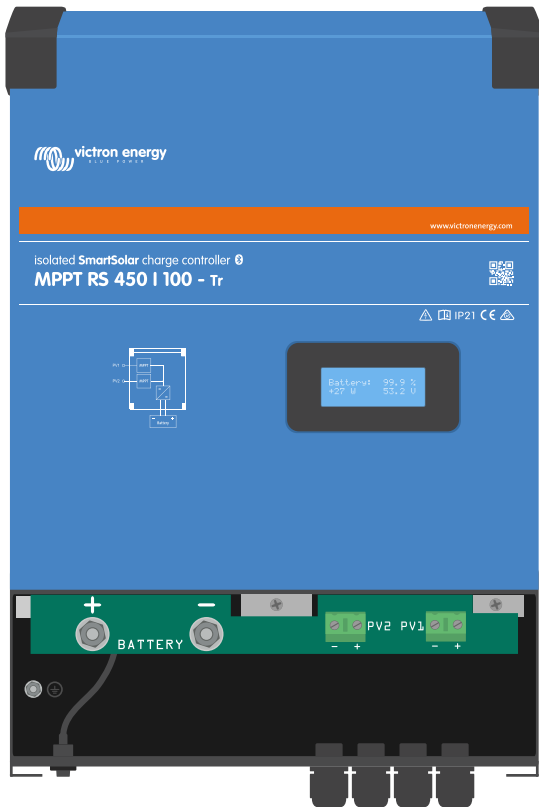 victron energy
BLUE POWER
www.victronenergy.com
isolated SmartSolar charge controller
MPPT RS 450 | 100 - Tr
IP21 CE
PV1 MPPT
PV2 MPPT
- +
Battery
Battery: 99.9 %
+27 W 53.2 V
+ -
BATTERY
PV2 PV1
- + - +